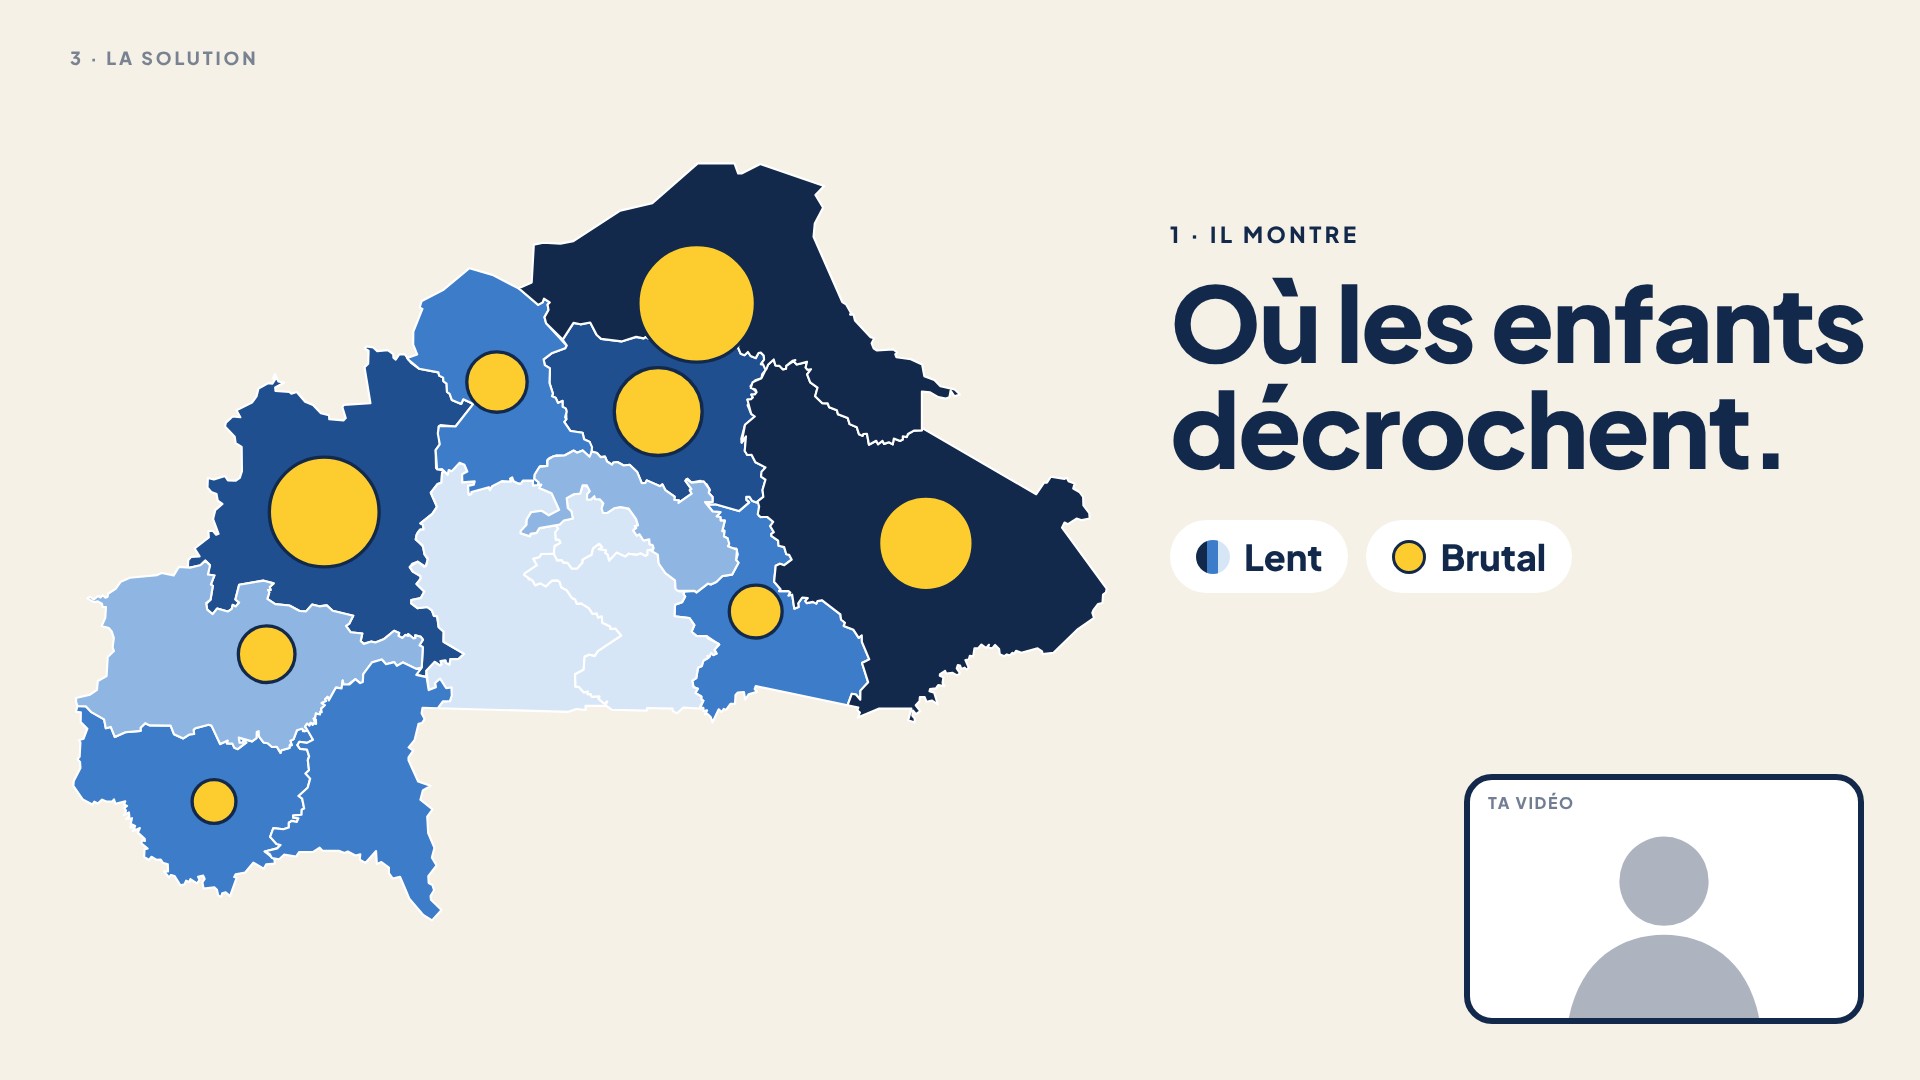 3 · LA SOLUTION
1 · IL MONTRE
Où les enfants
décrochent.
Lent
Brutal
TA VIDÉO